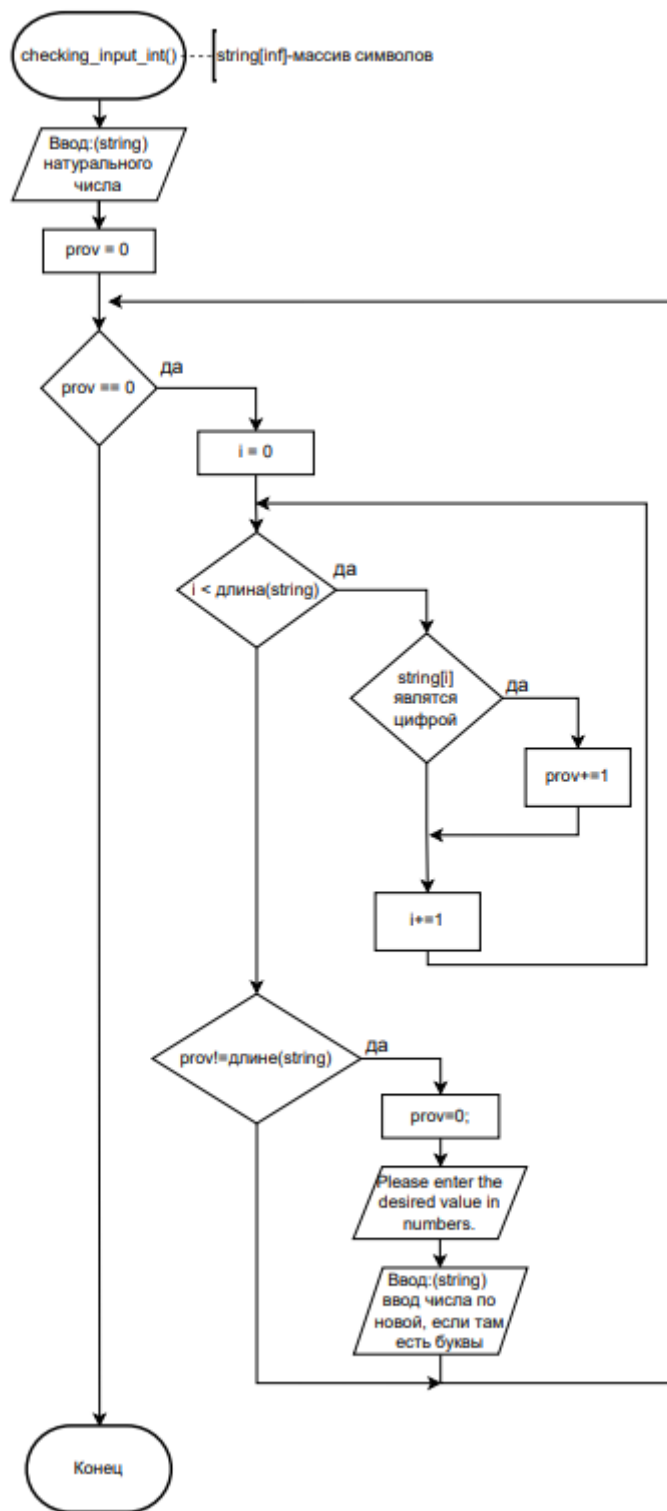 checking_input_int()
string[inf]-массив символов
Ввод:(string)
натурального
числа
prov = 0
prov == 0
да
i = 0
i < длина(string)
да
string[i]
являтся
цифрой
да
prov+=1
i+=1
prov!=длине(string)
да
prov=0;
Please enter the
desired value in
numbers.
Ввод:(string)
ввод числа по
новой, если там
есть буквы
Конец